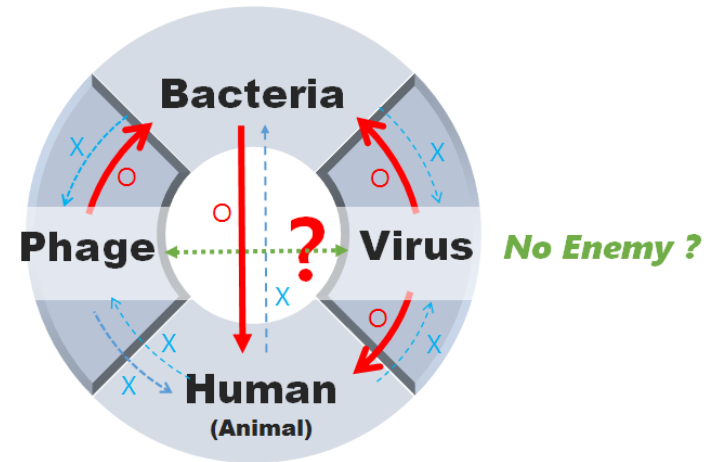 Bacteria
X
O
X
O
O
Phage
?
Virus
No Enemy ?
X
O
X
X
X
Human
(Animal)